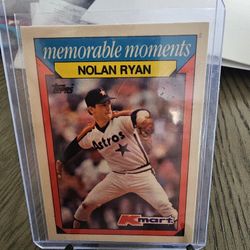 memorable moments
NOLAN RYAN
Topps
Astros
Kmart